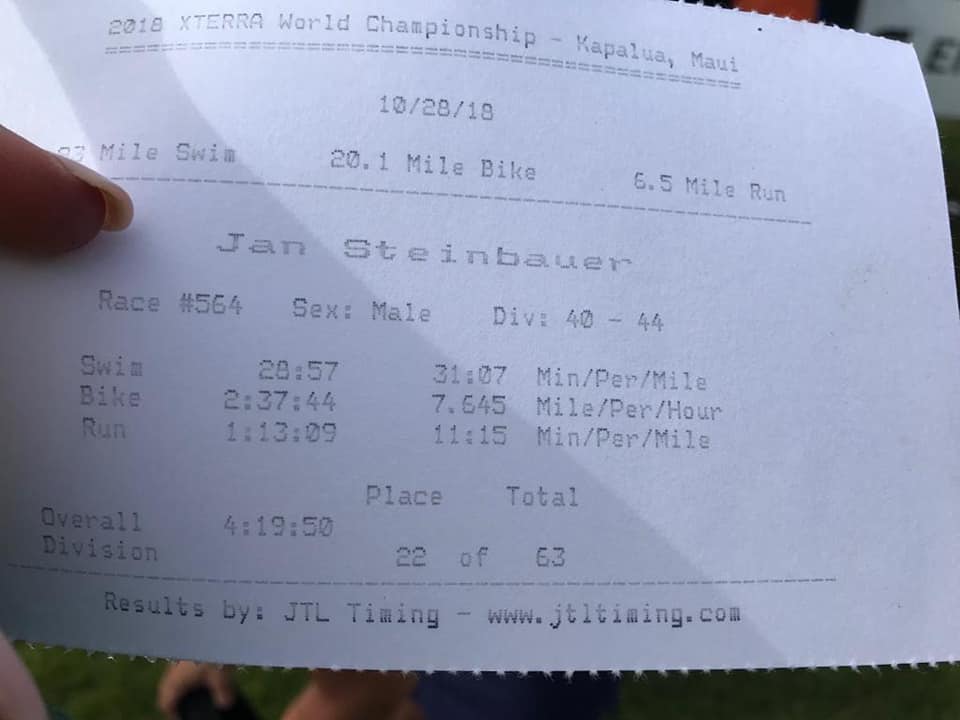 2018 XTERRA World Championship - Kapalua, Maui
10/28/18
Mile Swim 20.1 Mile Bike 6.5 Mile Run
Jan Steinbauer
Race #564 Sex: Male Div: 40 - 44
Swim 28:57 31:07 Min/Per/Mile
Bike 2:37:44 7.645 Mile/Per/Hour
Run 1:13:09 11:15 Min/Per/Mile
Place Total
Overall 4:19:50
Division 22 of 63
Results by: JTL Timing - www.jtltiming.com